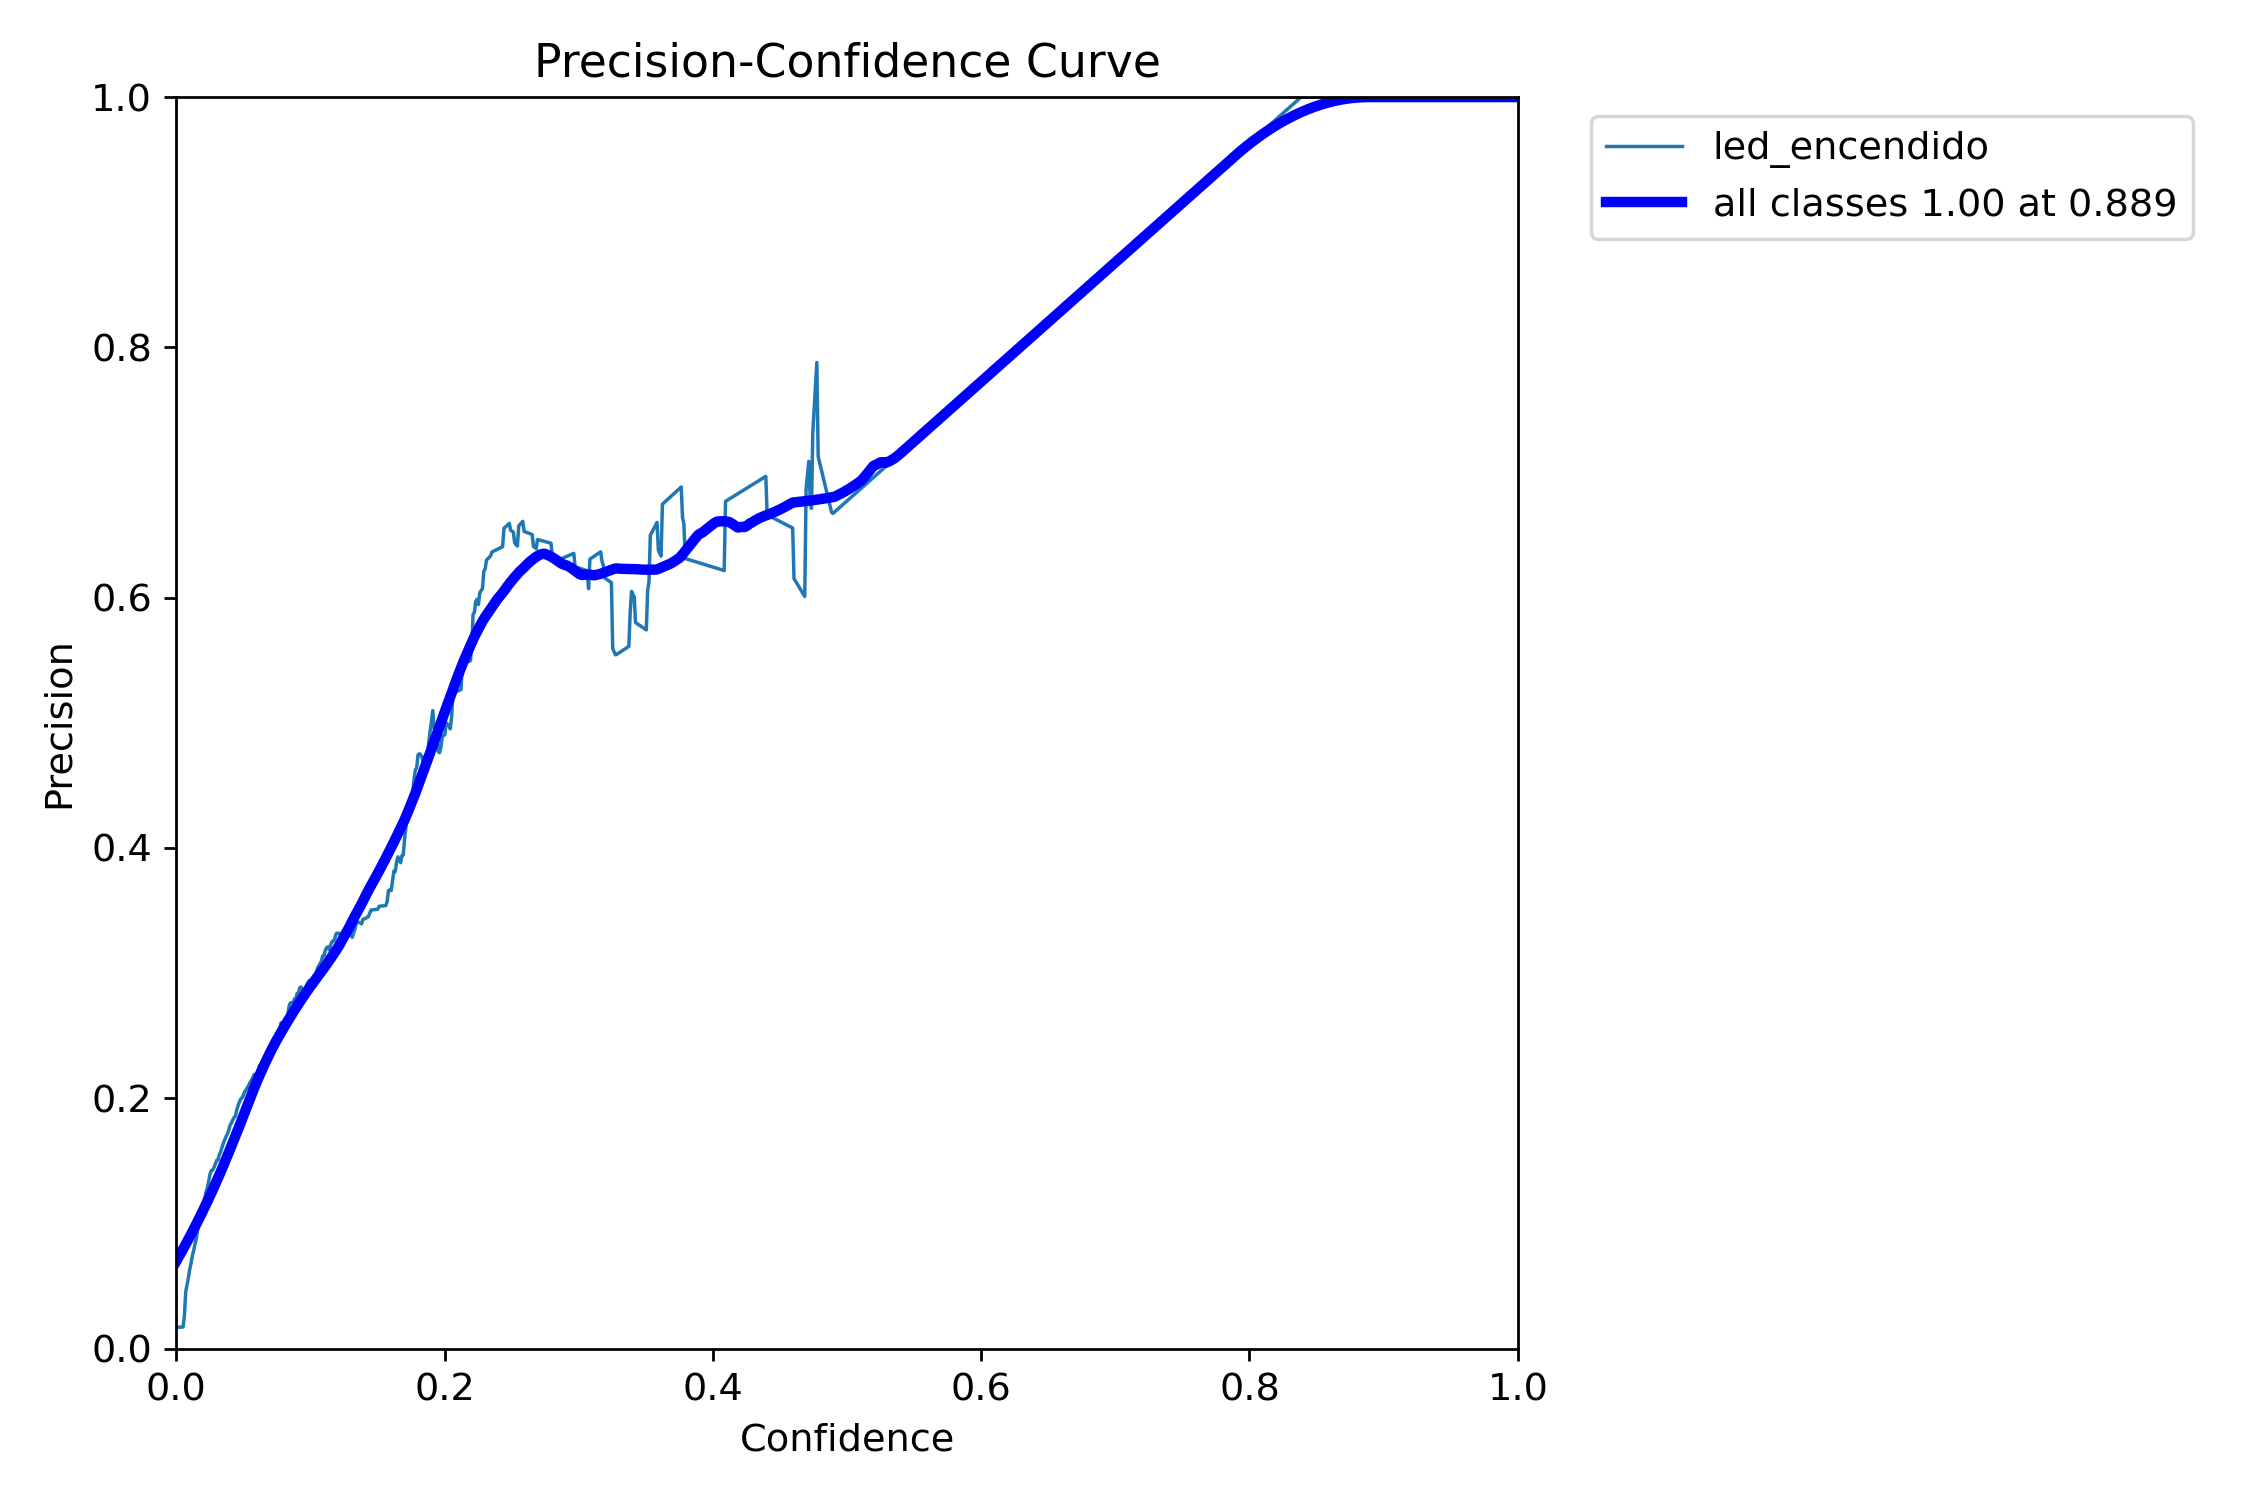 Precision-Confidence Curve
1.0
0.8
0.6
0.4
0.2
0.0
Precision
0.0 0.2 0.4 0.6 0.8 1.0
Confidence
led_encendido
all classes 1.00 at 0.889